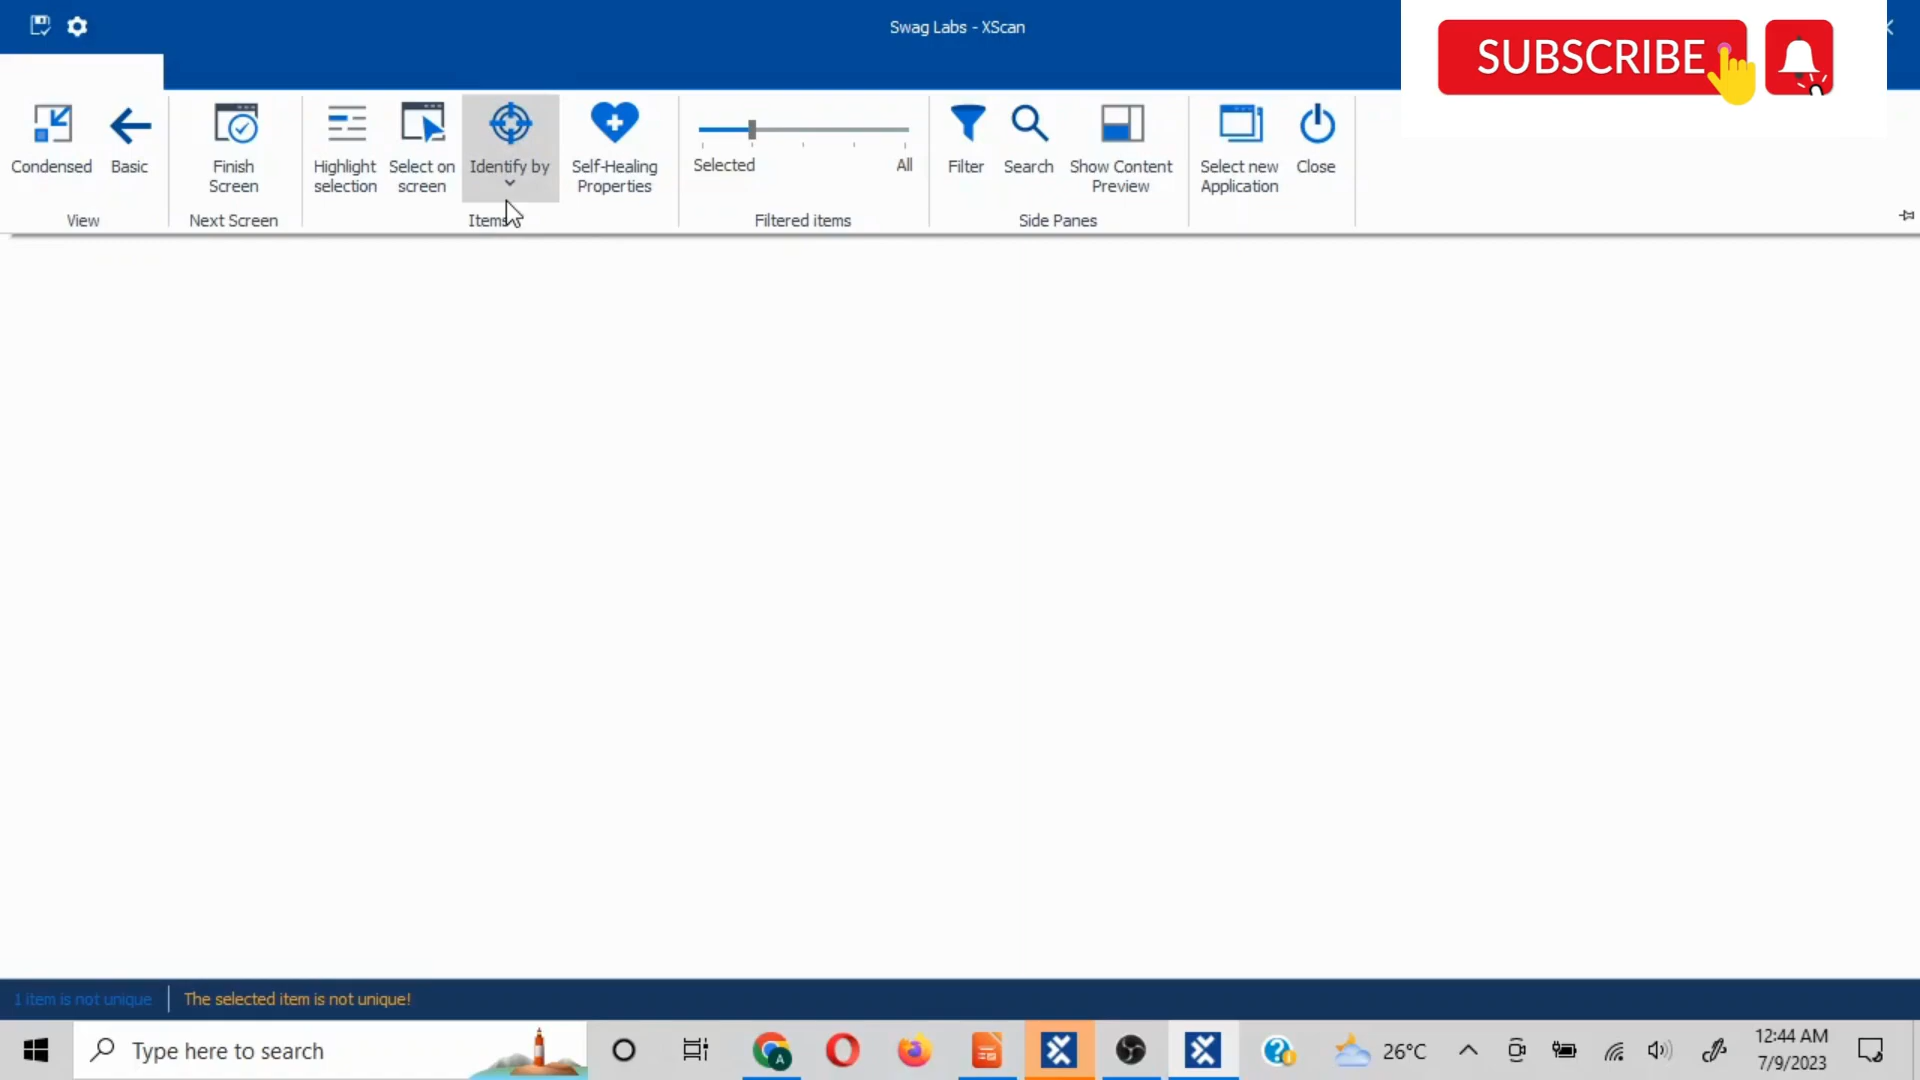 Swag Labs - XScan
SUBSCRIBE
Condensed
Basic
View
Finish
Screen
Next Screen
Highlight
selection
Select on
screen
Identify by
Self-Healing
Properties
Items
Selected
All
Filtered items
Filter
Search
Show Content
Preview
Side Panes
Select new
Application
Close
1 item is not unique
The selected item is not unique!
Type here to search
A
26°C
12:44 AM
7/9/2023